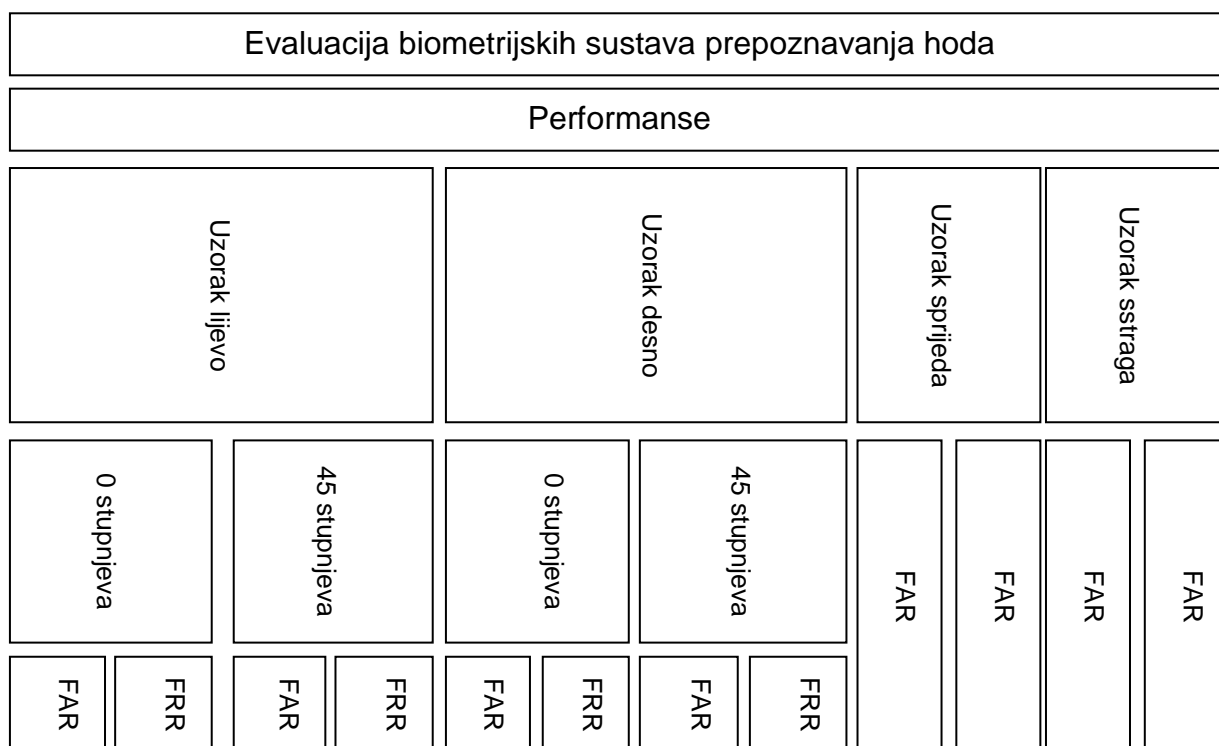 Evaluacija biometrijskih sustava prepoznavanja hoda
Performanse
Uzorak lijevo
Uzorak desno
Uzorak sprijeda
Uzorak sstraga
0 stupnjeva
45 stupnjeva
0 stupnjeva
45 stupnjeva
FAR
FAR
FAR
FAR
FAR
FRR
FAR
FRR
FAR
FRR
FAR
FRR